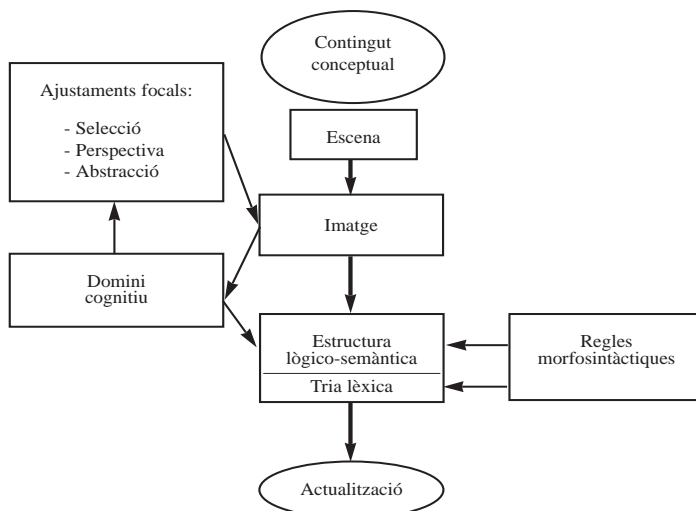 Contingut
conceptual
Ajustaments focals:
- Selecció
- Perspectiva
- Abstracció
Escena
Imatge
Domini
cognitiu
Estructura
lògico-semàntica
Tria lèxica
Regles
morfosintàctiques
Actualització